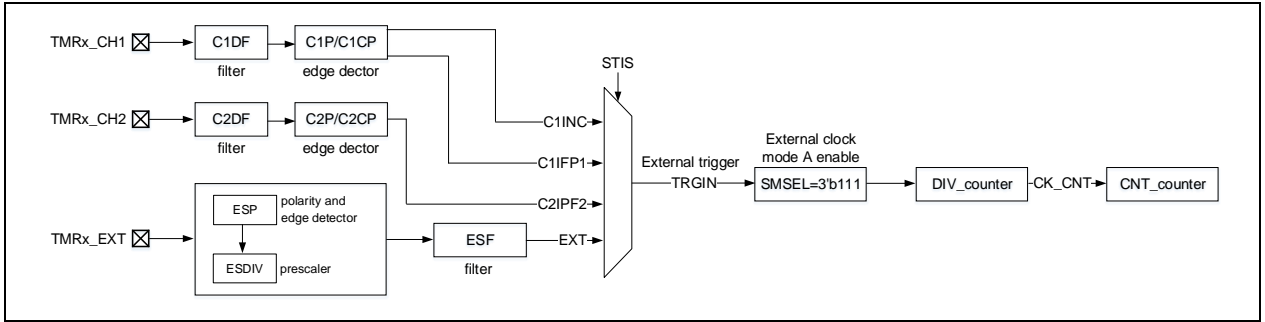 TMRx_CH1
C1DF
filter
C1P/C1CP
edge dector
STIS
TMRx_CH2
C2DF
filter
C2P/C2CP
edge dector
C1INC
C1IFP1
C2IPF2
EXT
External trigger
TRGIN
External clock
mode A enable
SMSEL=3'b111
DIV_counter
CK_CNT
CNT_counter
TMRx_EXT
ESP
polarity and
edge detector
ESDIV
prescaler
ESF
filter